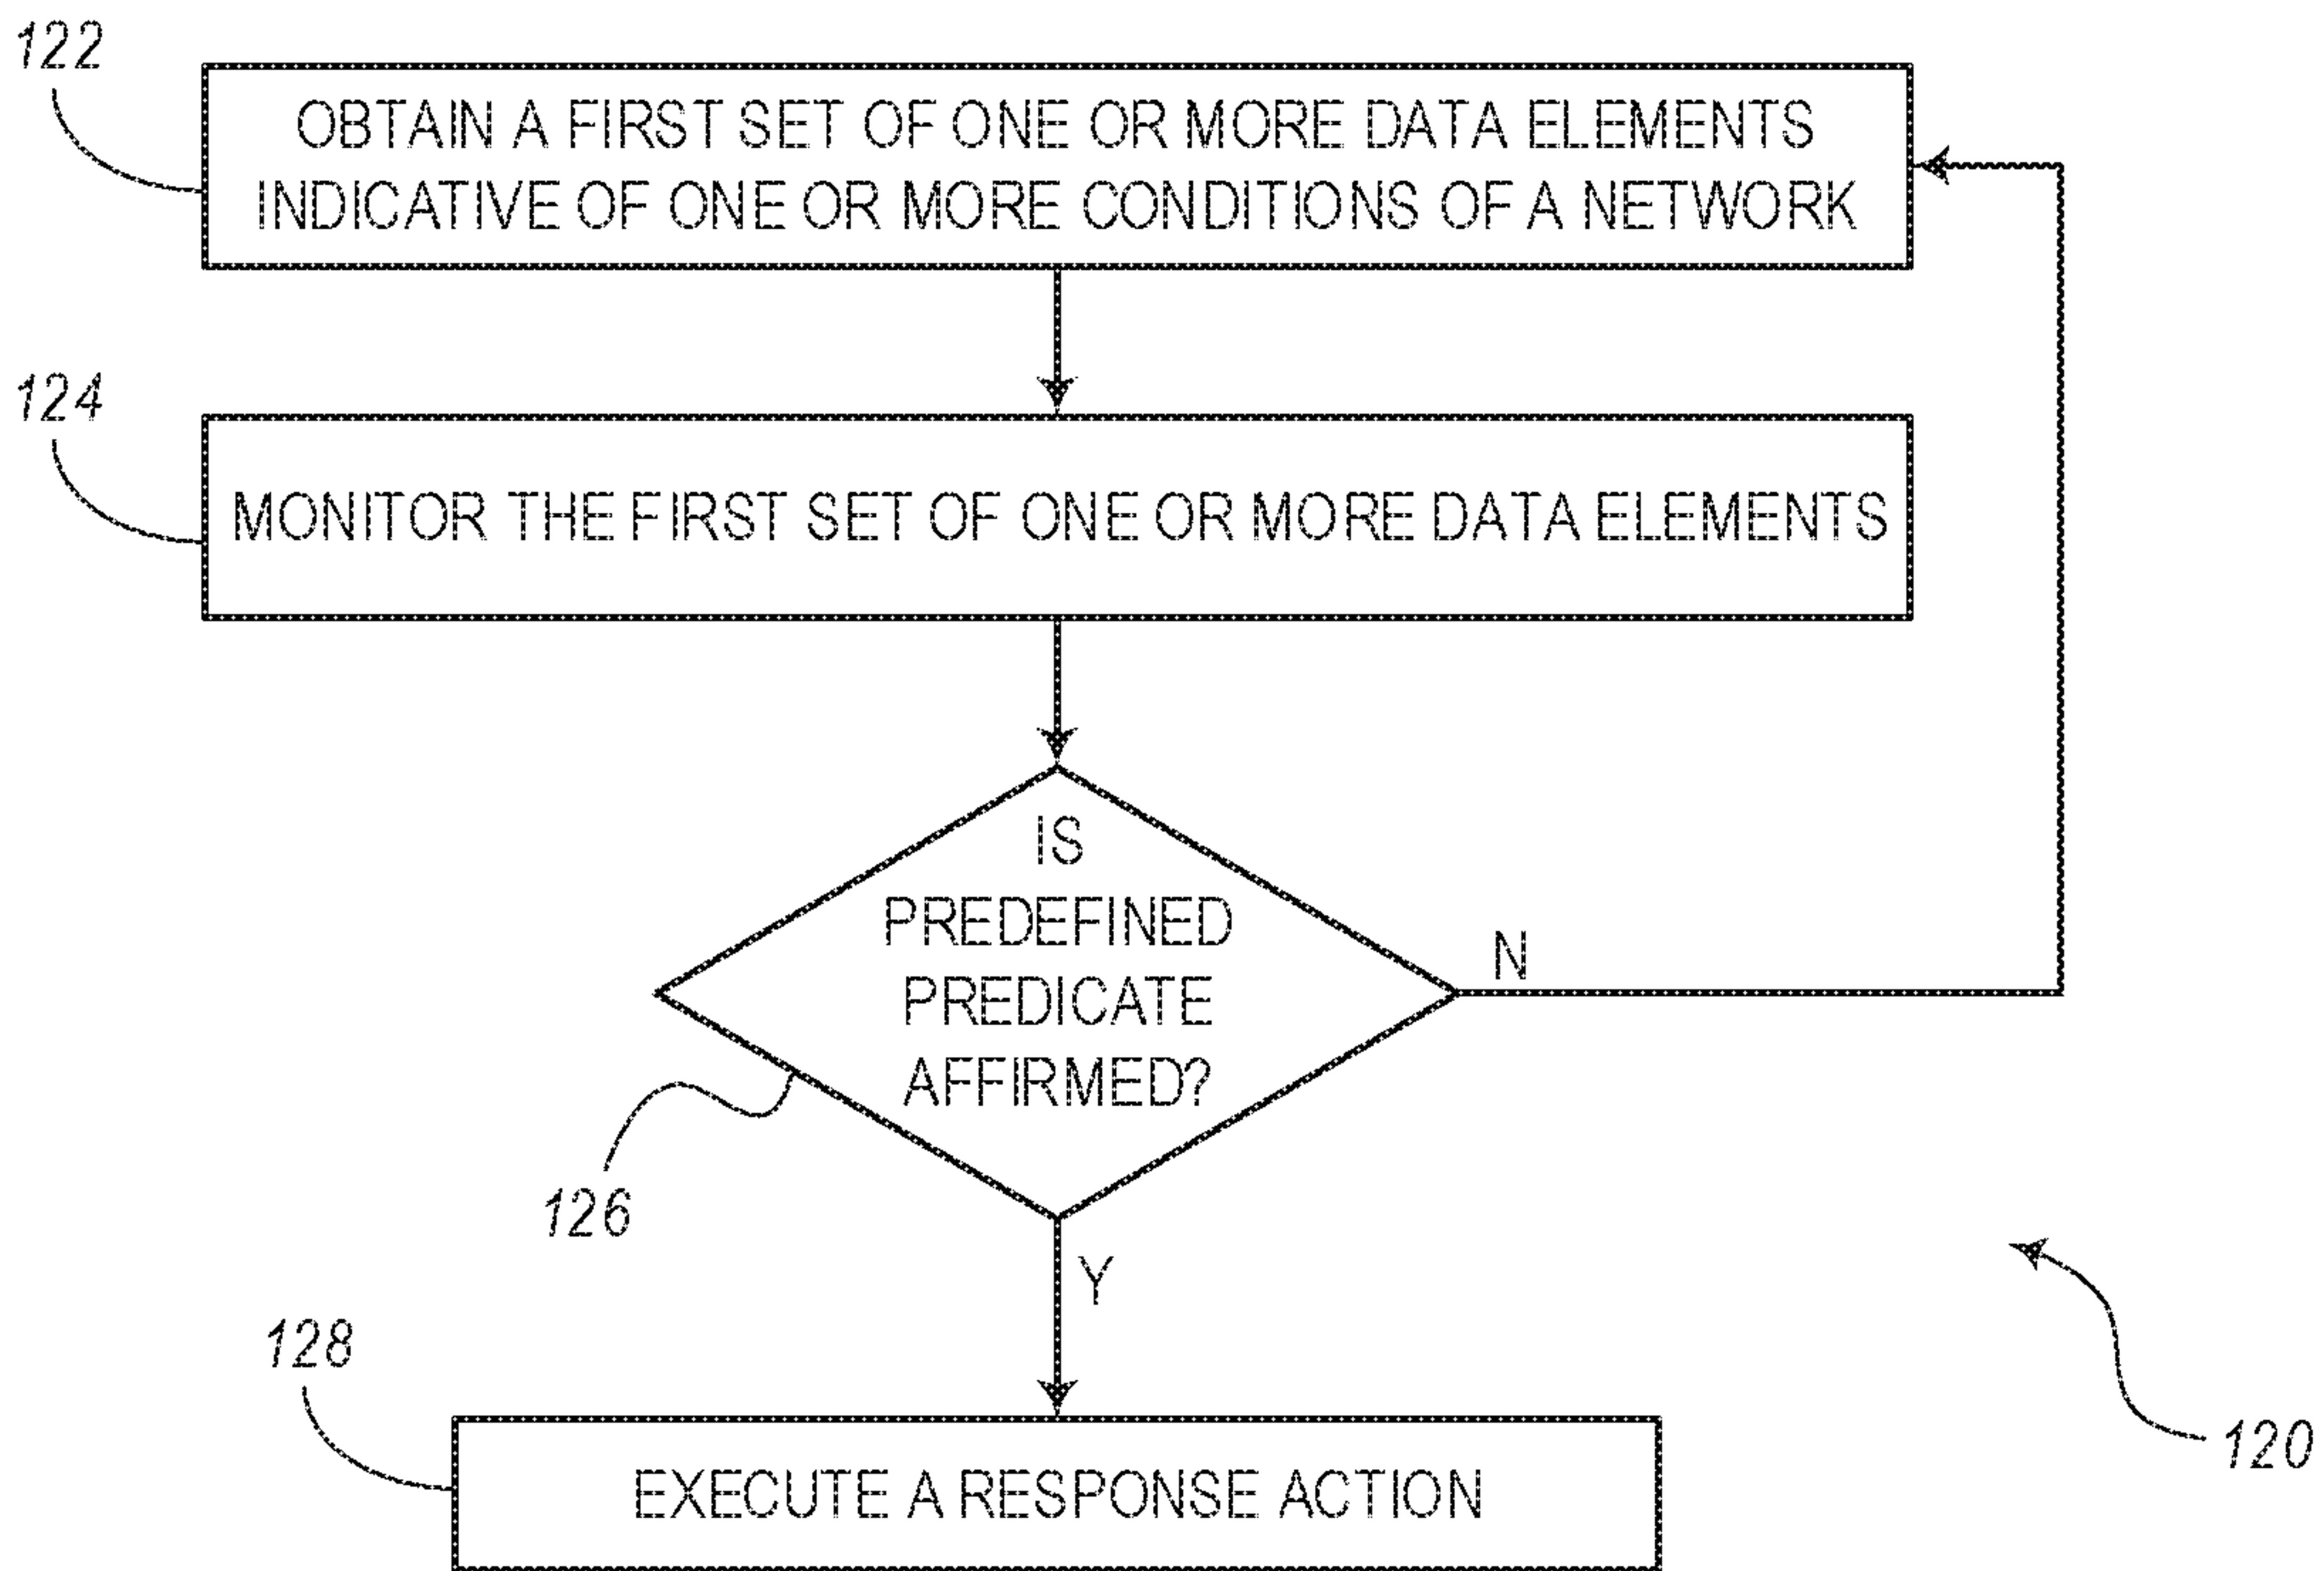 122
OBTAIN A FIRST SET OF ONE OR MORE DATA ELEMENTS
INDICATIVE OF ONE OR MORE CONDITIONS OF A NETWORK
124
MONITOR THE FIRST SET OF ONE OR MORE DATA ELEMENTS
IS
PREDEFINED
PREDICATE
AFFIRMED?
N
126
Y
128
EXECUTE A RESPONSE ACTION
120